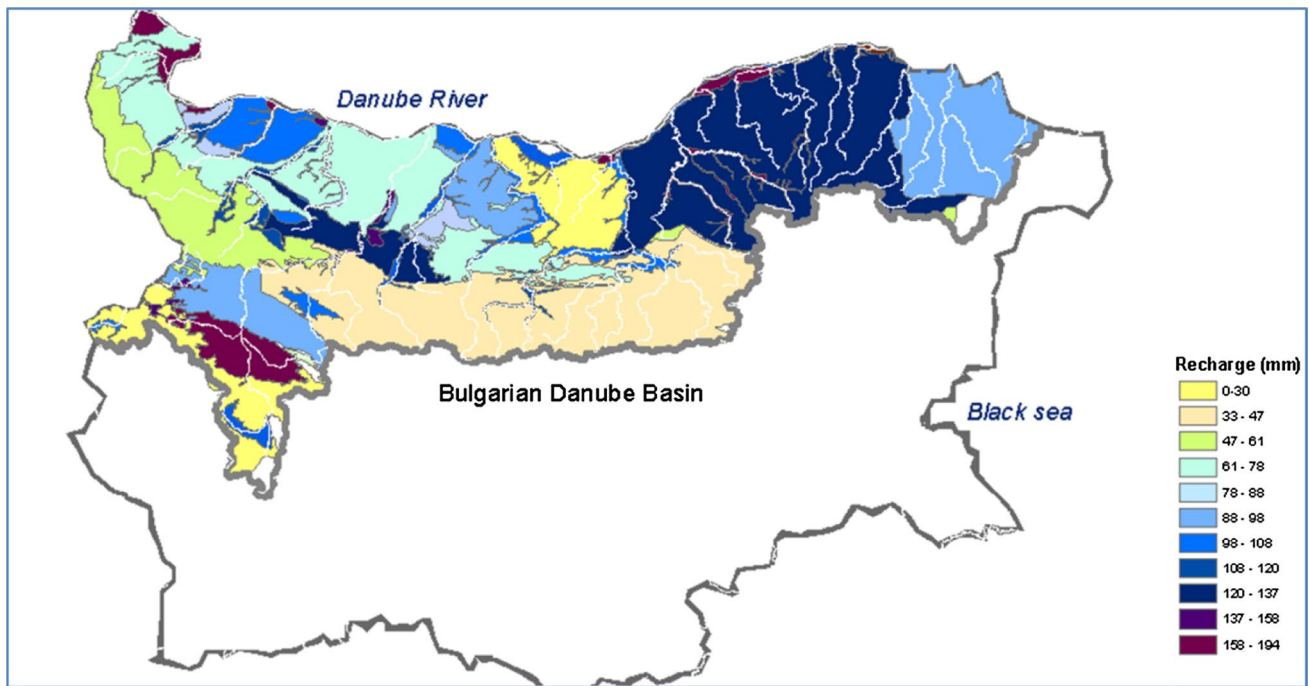 Danube River
Bulgarian Danube Basin
Black sea
Recharge (mm)
0-30
33 - 47
47 - 61
61 - 78
78 - 88
88 - 98
98 - 108
108 - 120
120 - 137
137 - 158
158 - 194